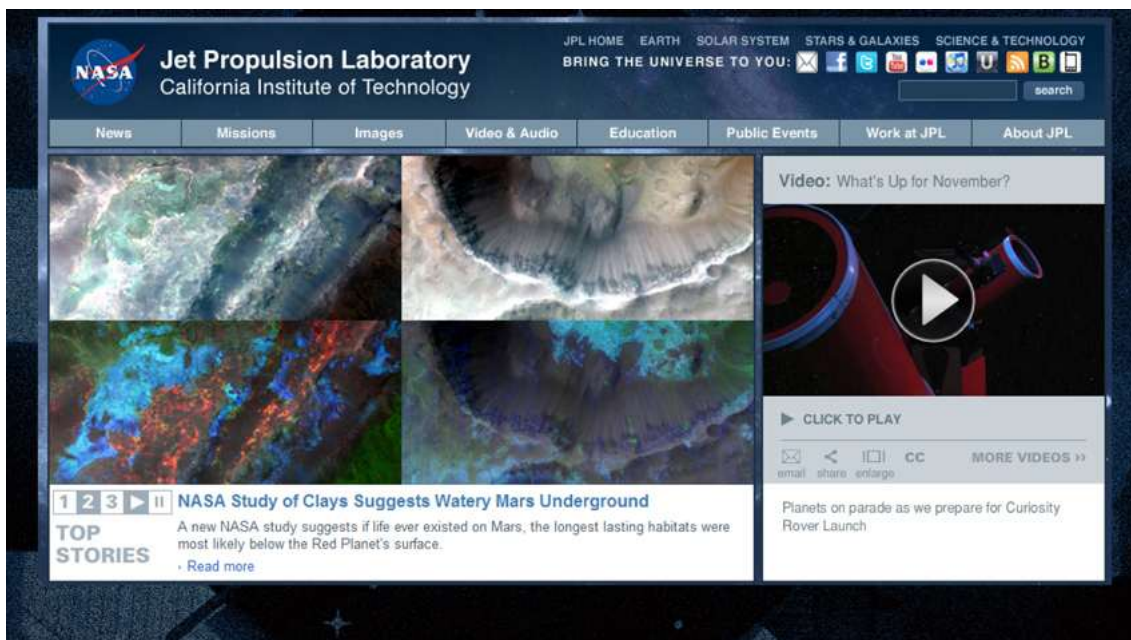 NASA
Jet Propulsion Laboratory
California Institute of Technology
JPL HOME EARTH SOLAR SYSTEM STARS & GALAXIES SCIENCE & TECHNOLOGY
BRING THE UNIVERSE TO YOU:
search
News Missions Images Video & Audio Education Public Events Work at JPL About JPL
Video: What's Up for November?
CLICK TO PLAY
CC MORE VIDEOS
email share enlarge
Planets on parade as we prepare for Curiosity
Rover Launch
1 2 3
TOP
STORIES
NASA Study of Clays Suggests Watery Mars Underground
A new NASA study suggests if life ever existed on Mars, the longest lasting habitats were
most likely below the Red Planet's surface.
Read more